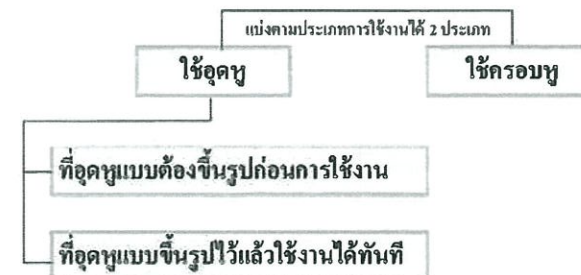 แบ่งตามประเภทการใช้งานได้ 2 ประเภท
ใช้อุดหู
ใช้ครอบหู
ที่อุดหูแบบต้องขึ้นรูปก่อนการใช้งาน
ที่อุดหูแบบขึ้นรูปไว้แล้วใช้งานได้ทันที